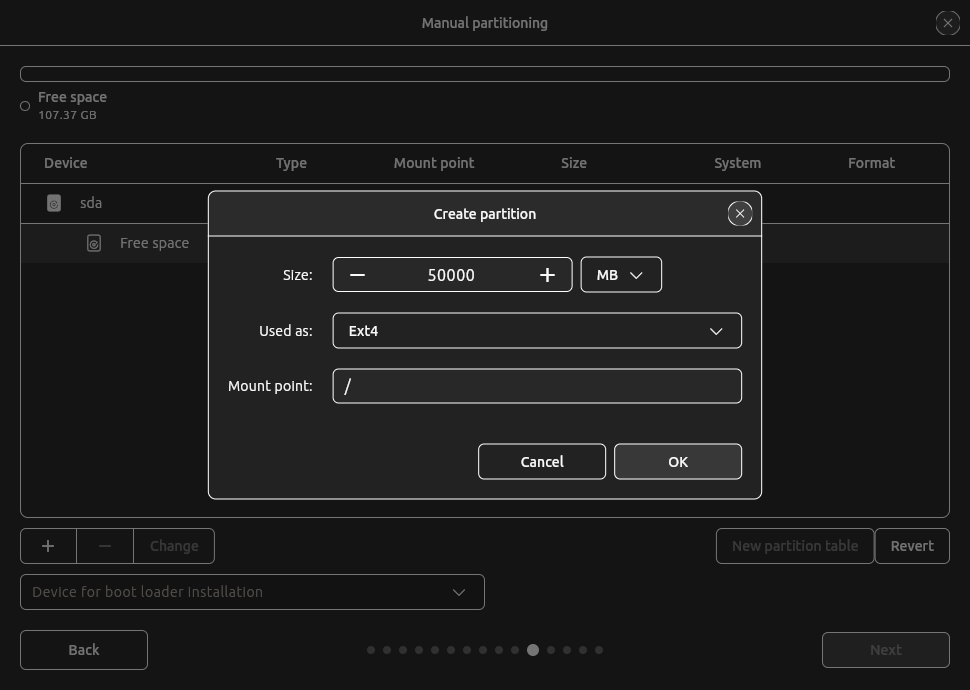 Manual partitioning
Free space
107.37 GB
Device Type Mount point Size System Format
sda
Free space
Create partition
Size: 50000 MB
Used as: Ext4
Mount point: /
Cancel OK
Change New partition table Revert
Device for boot loader installation
Back Next